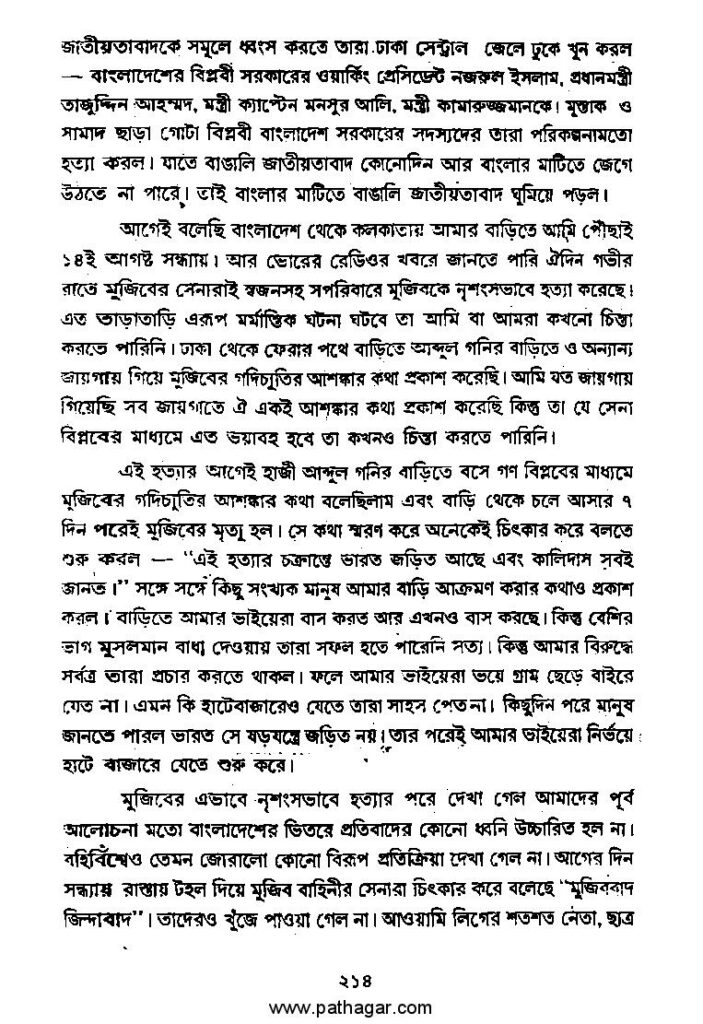 জাতীয়তাবাদকে সমূলে ধ্বংস করতে তারা ঢাকা সেন্ট্রাল জেলে ঢুকে খুন করল
— বাংলাদেশের বিপ্লবী সরকারের ওয়ার্কিং প্রেসিডেন্ট নজরুল ইসলাম, প্রধানমন্ত্রী
তাজুদ্দিন আহম্মদ, মন্ত্রী ক্যাপ্টেন মনসুর আলি, মন্ত্রী কামারুজ্জমানকে। মুস্তাক ও
সামাদ ছাড়া গোটা বিপ্লবী বাংলাদেশ সরকারের সদস্যদের তারা পরিকল্পনামতো
হত্যা করল। যাতে বাঙালি জাতীয়তাবাদ কোনোদিন আর বাংলার মাটিতে জেগে
উঠতে না পারে। তাই বাংলার মাটিতে বাঙালি জাতীয়তাবাদ ঘুমিয়ে পড়ল।
আগেই বলেছি বাংলাদেশ থেকে কলকাতায় আমার বাড়িতে আমি পৌছাই
১৪ই আগষ্ট সন্ধ্যায়। আর ভোরের রেডিওর খবরে জানতে পারি ঐদিন গভীর
রাতে মুজিবের সেনারাই স্বজনসহ সপরিবারে মুজিবকে নৃশংসভাবে হত্যা করেছে।
এত তাড়াতাড়ি এরূপ মর্মান্তিক ঘটনা ঘটবে তা আমি বা আমরা কখনো চিন্তা
করতে পারিনি। ঢাকা থেকে ফেরার পথে বাড়িতে আব্দুল গনির বাড়িতে ও অন্যান্য
জায়গায় গিয়ে মুজিবের গদিচ্যুতির আশঙ্কার কথা প্রকাশ করেছি। আমি যত জায়গায়
গিয়েছি সব জায়গাতে ঐ একই আশঙ্কার কথা প্রকাশ করেছি কিন্তু তা যে সেনা
বিপ্লবের মাধ্যমে এত ভয়াবহ হবে তা কখনও চিন্তা করতে পারিনি।
এই হত্যার আগেই হাজী আব্দুল গনির বাড়িতে বসে গণ বিপ্লবের মাধ্যমে
মুজিবের গদিচ্যুতির আশঙ্কার কথা বলেছিলাম এবং বাড়ি থেকে চলে আসার ৭
দিন পরেই মুজিবের মৃত্যু হল। সে কথা স্মরণ করে অনেকেই চিৎকার করে বলতে
শুরু করল — “এই হত্যার চক্রান্তে ভারত জড়িত আছে এবং কালিদাস সবই
জানত।” সঙ্গে সঙ্গে কিছু সংখ্যক মানুষ আমার বাড়ি আক্রমণ করার কথাও প্রকাশ
করল। বাড়িতে আমার ভাইয়েরা বাস করত আর এখনও বাস করছে। কিন্তু বেশির
ভাগ মুসলমান বাধা দেওয়ায় তারা সফল হতে পারেনি সত্য। কিন্তু আমার বিরুদ্ধে
সর্বত্র তারা প্রচার করতে থাকল। ফলে আমার ভাইয়েরা ভয়ে গ্রাম ছেড়ে বাইরে
যেত না। এমন কি হাটেবাজারেও যেতে তারা সাহস পেত না। কিছুদিন পরে মানুষ
জানতে পারল ভারত সে ষড়যন্ত্রে জড়িত নয়। তার পরেই আমার ভাইয়েরা নির্ভয়ে
হাটে বাজারে যেতে শুরু করে।
মুজিবের এভাবে নৃশংসভাবে হত্যার পরে দেখা গেল আমাদের পূর্ব
আলোচনা মতো বাংলাদেশের ভিতরে প্রতিবাদের কোনো ধ্বনি উচ্চারিত হল না।
বহির্বিশ্বেও তেমন জোরালো কোনো বিরূপ প্রতিক্রিয়া দেখা গেল না। আগের দিন
সন্ধ্যায় রাস্তায় টহল দিয়ে মুজিব বাহিনীর সেনারা চিৎকার করে বলেছে “মুজিববাদ
জিন্দাবাদ”। তাদেরও খুঁজে পাওয়া গেল না। আওয়ামি লিগের শতশত নেতা, ছাত্র
২১৪
www.pathagar.com